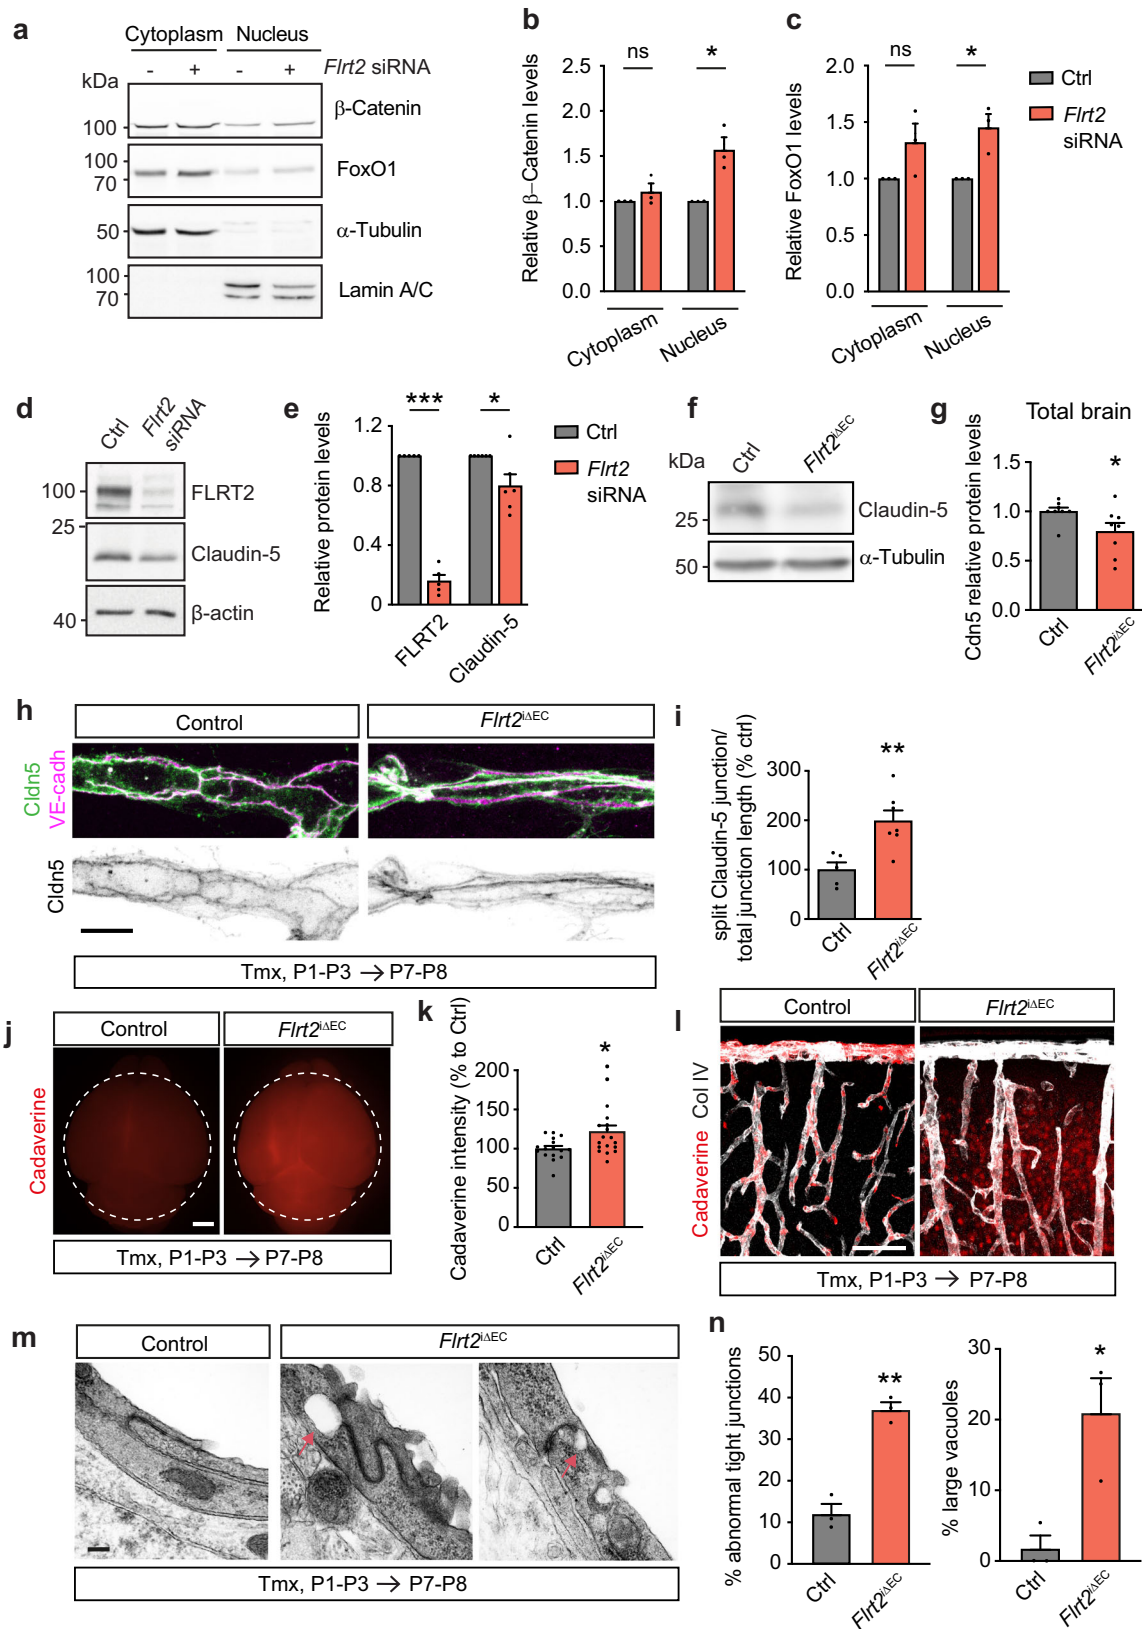 a
Cytoplasm Nucleus
- + - + Flrt2 siRNA
kDa
100 β-Catenin
100
70 FoxO1
50 α-Tubulin
100
70 Lamin A/C
b
ns *
Relative β–Catenin levels
2.5
2.0
1.5
1.0
0.5
0.0
Cytoplasm Nucleus
c
ns *
Relative FoxO1 levels
2.0
1.5
1.0
0.5
0.0
Cytoplasm Nucleus
Ctrl
Flrt2
siRNA
d
Ctrl Flrt2
siRNA
100 FLRT2
25
Claudin-5
40 β-actin
e
*** *
Relative protein levels
1.2
0.8
0.4
0
FLRT2 Claudin-5
Ctrl
Flrt2
siRNA
f
kDa Ctrl Flrt2iΔEC
25 Claudin-5
50 α-Tubulin
g
Total brain
*
Cdn5 relative protein levels
1.5
1.0
0.5
0.0
Ctrl Flrt2iΔEC
h
Control Flrt2iΔEC
Cldn5
VE-cadh
Cldn5
Tmx, P1-P3 → P7-P8
i
**
split Claudin-5 junction/
total junction length (% ctrl)
300
200
100
0
Ctrl Flrt2iΔEC
j
Control Flrt2iΔEC
Cadaverine
Tmx, P1-P3 → P7-P8
k
*
Cadaverine intensity (% to Ctrl)
200
150
100
50
0
Ctrl Flrt2iΔEC
l
Control Flrt2iΔEC
Cadaverine Col IV
Tmx, P1-P3 → P7-P8
m
Control Flrt2iΔEC
Tmx, P1-P3 → P7-P8
n
**
% abnormal tight junctions
50
40
30
20
10
0
Ctrl Flrt2iΔEC
*
% large vacuoles
30
20
10
0
Ctrl Flrt2iΔEC